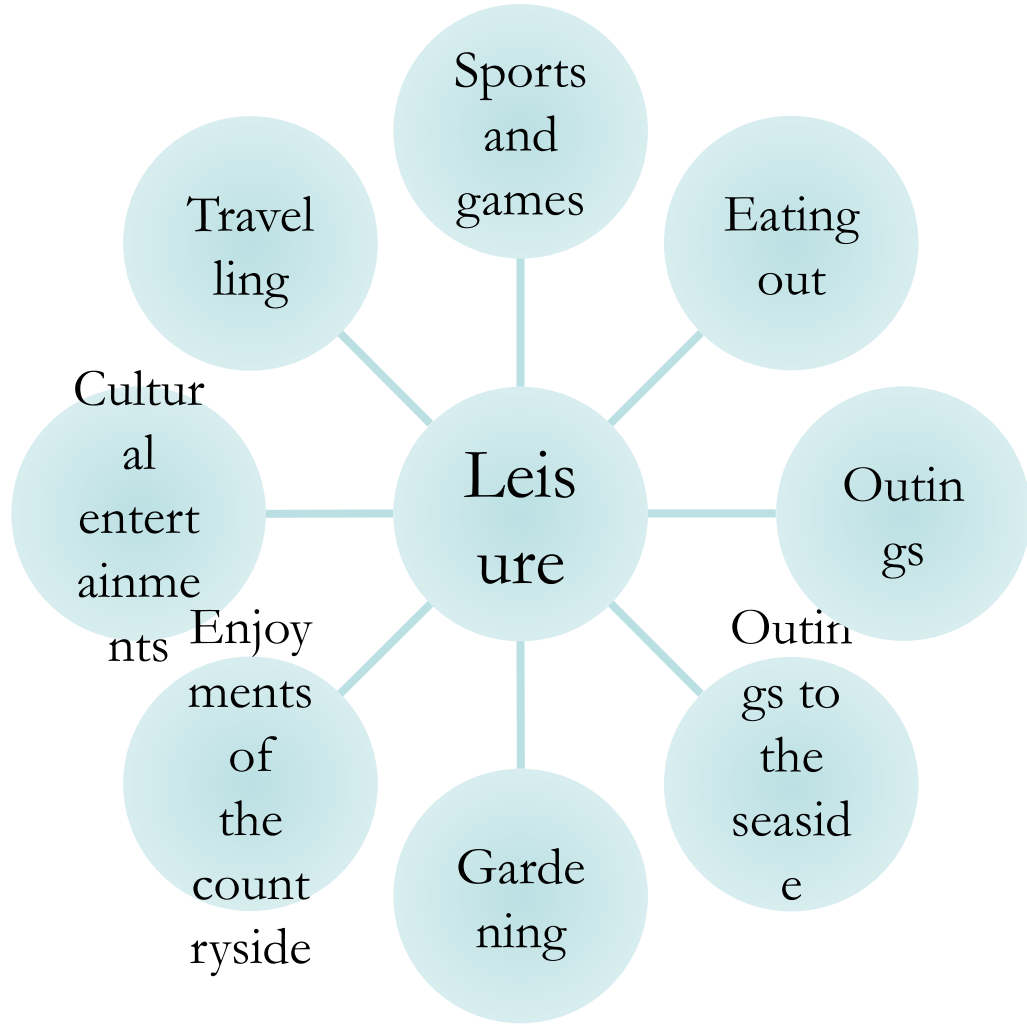 Sports
and
games
Travel
ling
Eating
out
Cultur
al
entert
ainme
nts
Leis
ure
Outin
gs
Enjoy
ments
of
the
count
ryside
Outin
gs to
the
seasid
e
Garde
ning